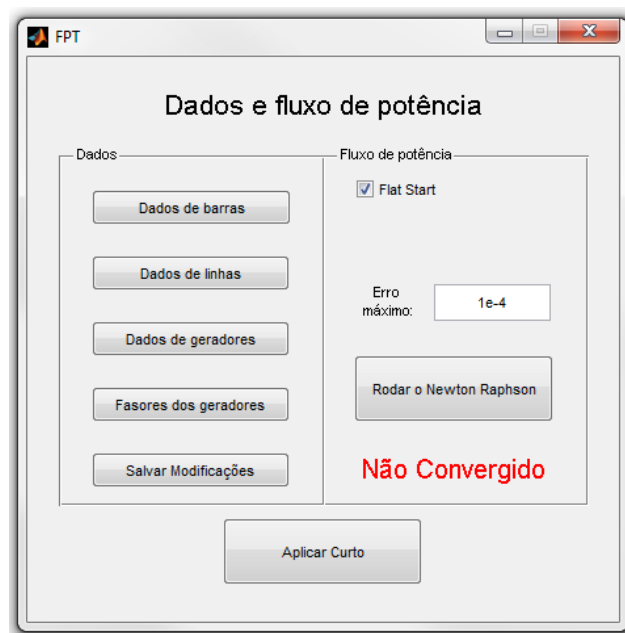 FPT
Dados e fluxo de potência
Dados
Dados de barras
Dados de linhas
Dados de geradores
Fasores dos geradores
Salvar Modificações
Fluxo de potência
Flat Start
Erro
máximo:
1e-4
Rodar o Newton Raphson
Não Convergido
Aplicar Curto